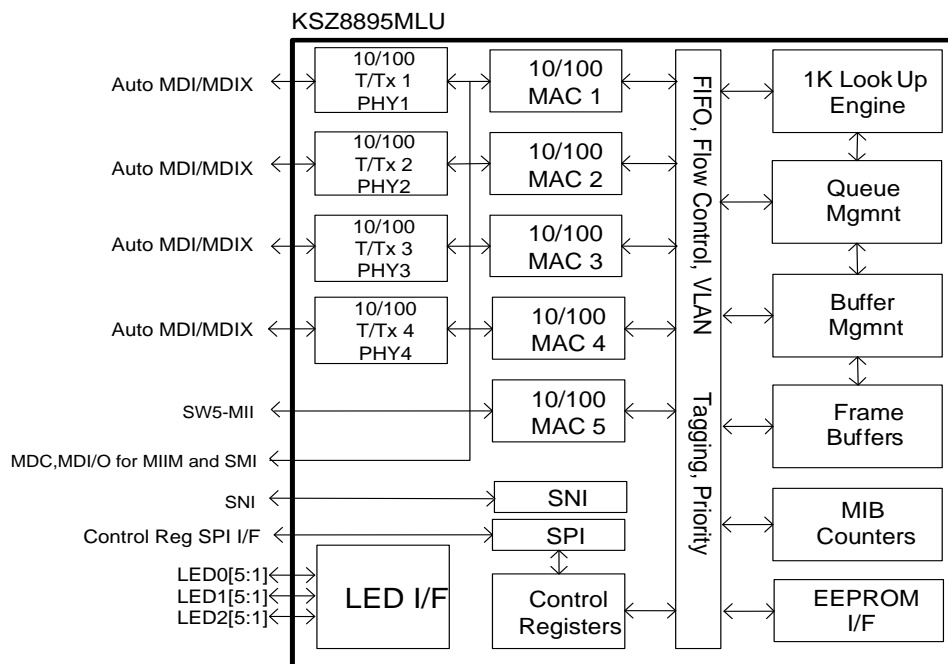 KSZ8895MLU
Auto MDI/MDIX
10/100
T/Tx 1
PHY1
10/100
MAC 1
1K Look Up
Engine
Auto MDI/MDIX
10/100
T/Tx 2
PHY2
10/100
MAC 2
Queue
Mgmnt
Auto MDI/MDIX
10/100
T/Tx 3
PHY3
10/100
MAC 3
Buffer
Mgmnt
Auto MDI/MDIX
10/100
T/Tx 4
PHY4
10/100
MAC 4
FIFO, Flow Control, VLAN Tagging, Priority
SW5-MII
10/100
MAC 5
Frame
Buffers
MDC,MDI/O for MIIM and SMI
SNI
SNI
MIB
Counters
Control Reg SPI I/F
SPI
LED0[5:1]
LED1[5:1]
LED2[5:1]
LED I/F
Control
Registers
EEPROM
I/F